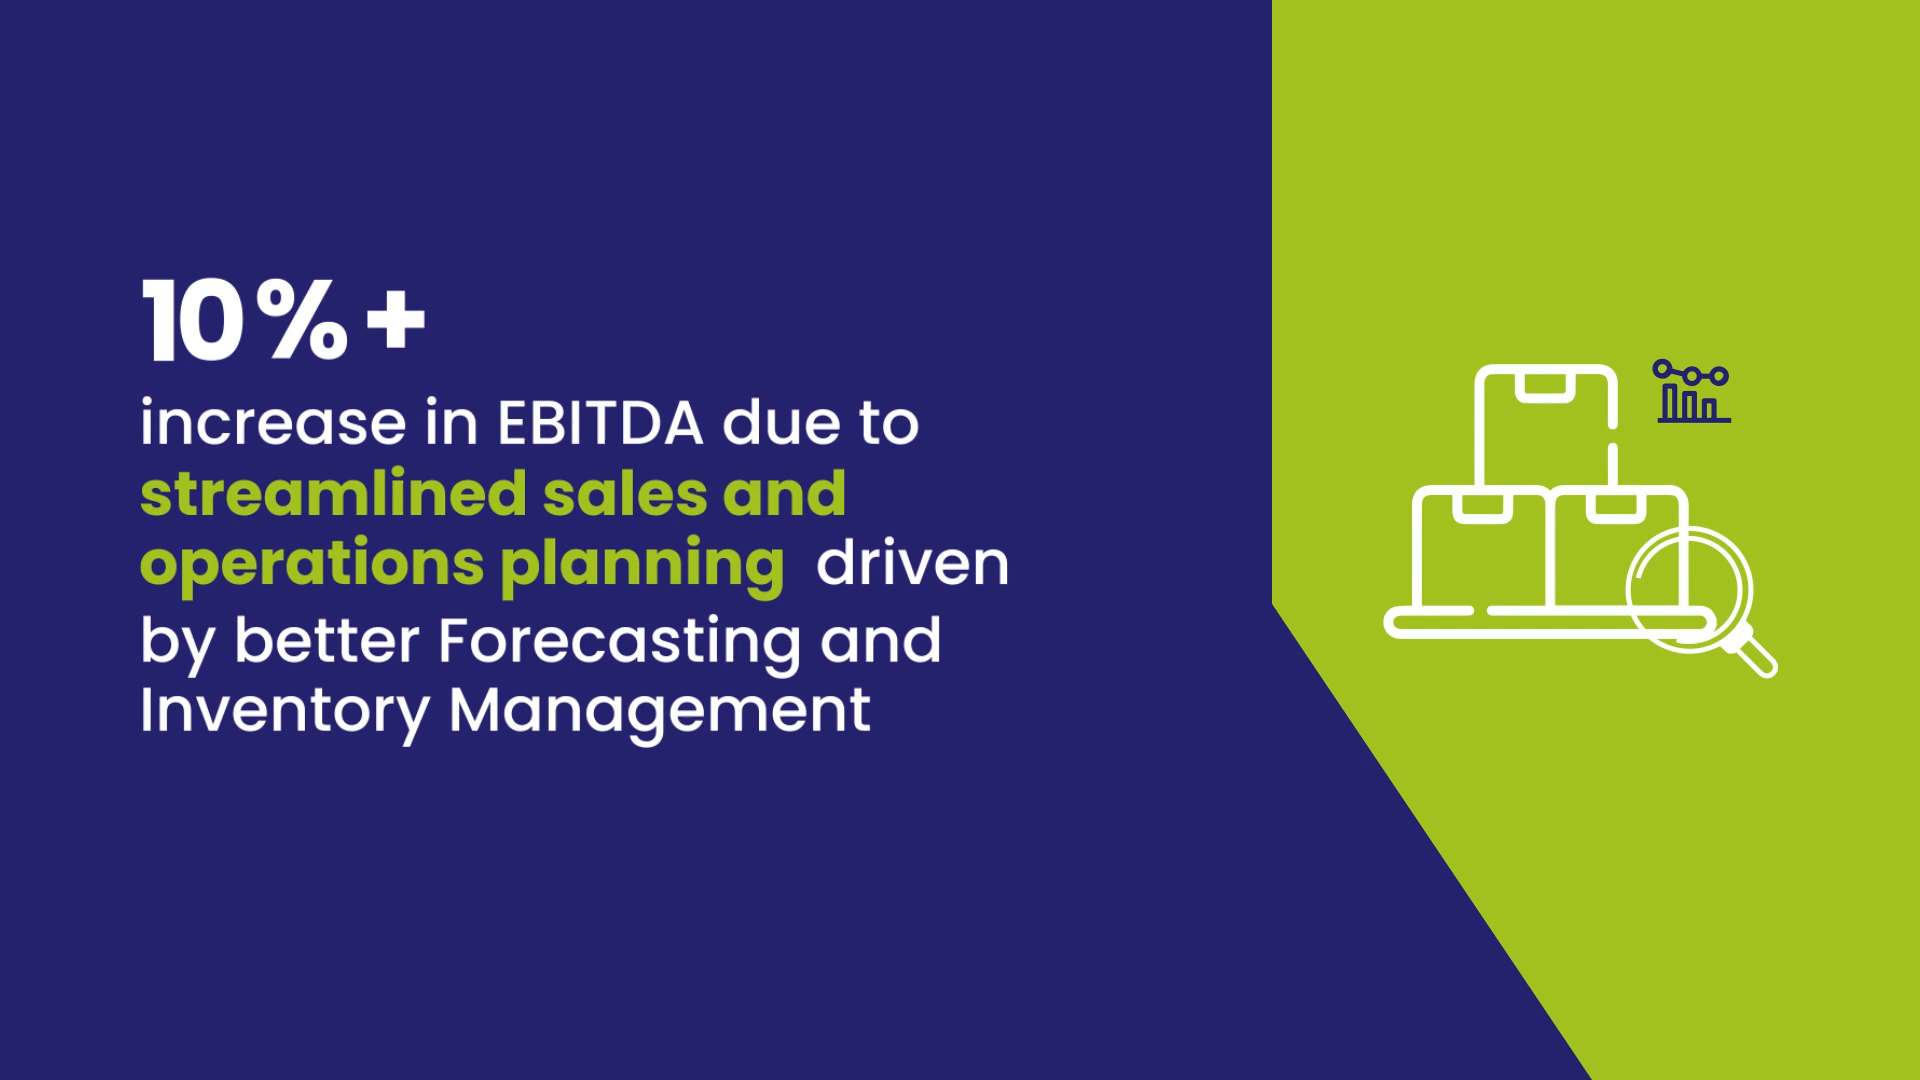 10%+
increase in EBITDA due to
streamlined sales and
operations planning driven
by better Forecasting and
Inventory Management